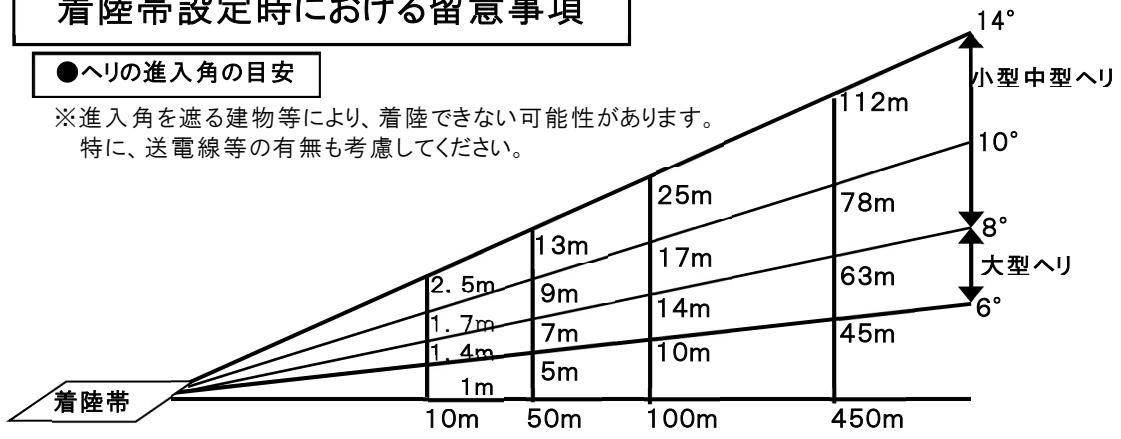 着陸帯設定時における留意事項
●ヘリの進入角の目安
※進入角を遮る建物等により、着陸できない可能性があります。
特に、送電線等の有無も考慮してください。
14°
小型中型ヘリ
112m
10°
25m
78m
8°
13m
17m
大型ヘリ
2.5m
9m
63m
14m
6°
1.7m
7m
45m
1.4m
10m
5m
1m
着陸帯
10m
50m
100m
450m